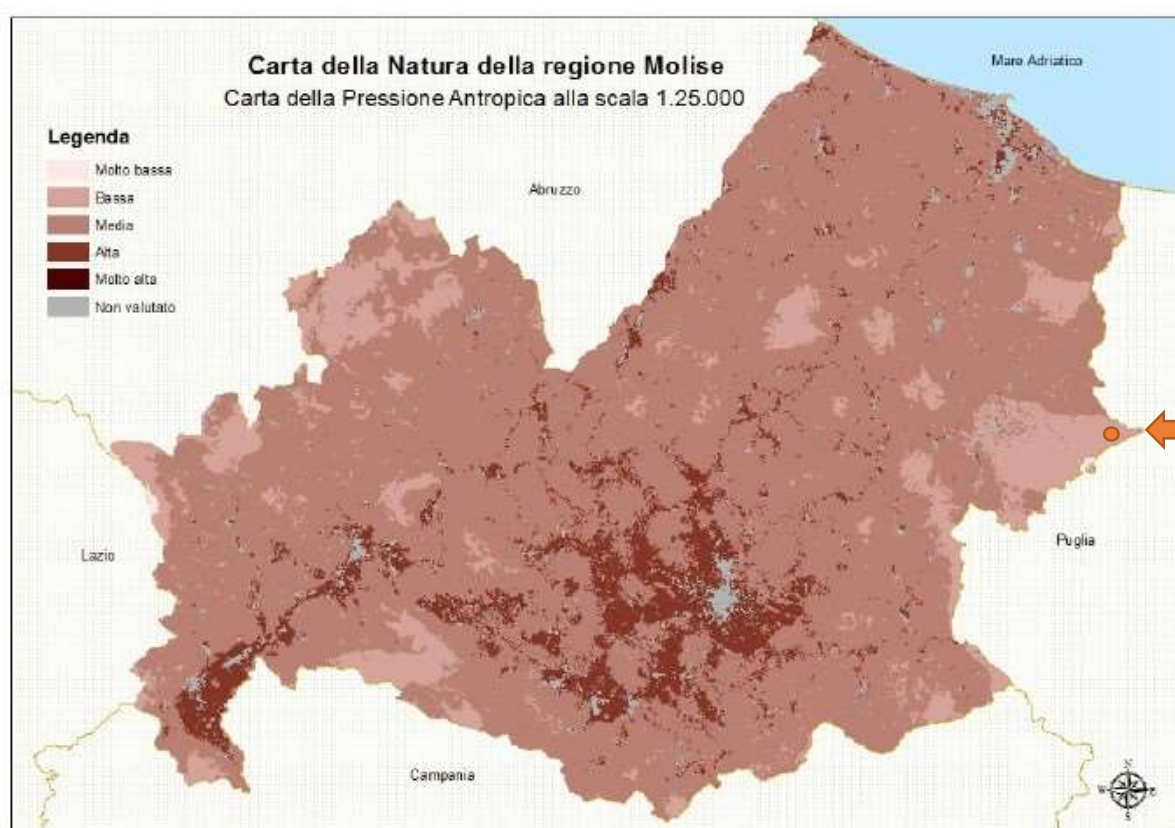 Carta della Natura della regione Molise
Carta della Pressione Antropica alla scala 1:25.000
Mare Adriatico
Legenda
Molto bassa
Bassa
Media
Alta
Molto alta
Non valutato
Abruzzo
Lazio
Puglia
Campania
N
W
E
S